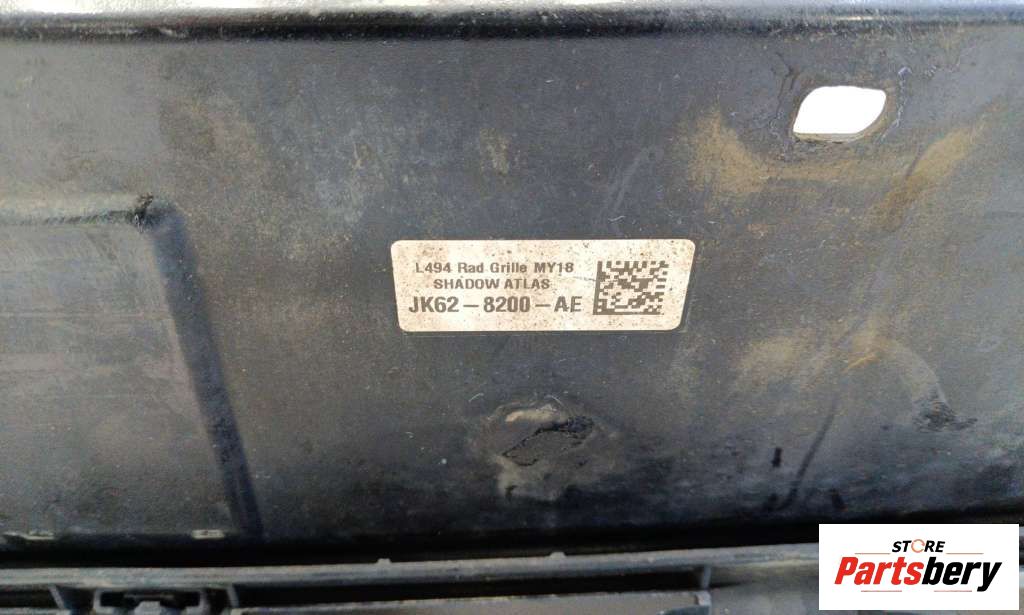 L494 Rad Grille MY18
SHADOW ATLAS
JK62-8200-AE
STORE
Partsbery